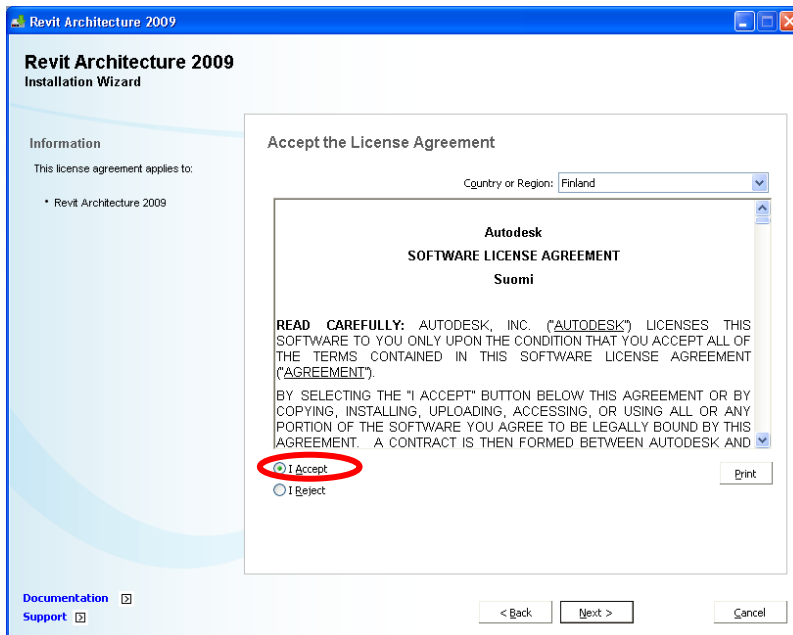 Revit Architecture 2009
Revit Architecture 2009
Installation Wizard
Information
This license agreement applies to:
• Revit Architecture 2009
Accept the License Agreement
Country or Region: Finland
Autodesk
SOFTWARE LICENSE AGREEMENT
Suomi
READ CAREFULLY: AUTODESK, INC. ("AUTODESK") LICENSES THIS
SOFTWARE TO YOU ONLY UPON THE CONDITION THAT YOU ACCEPT ALL OF
THE TERMS CONTAINED IN THIS SOFTWARE LICENSE AGREEMENT
("AGREEMENT").
BY SELECTING THE "I ACCEPT" BUTTON BELOW THIS AGREEMENT OR BY
COPYING, INSTALLING, UPLOADING, ACCESSING, OR USING ALL OR ANY
PORTION OF THE SOFTWARE YOU AGREE TO BE LEGALLY BOUND BY THIS
AGREEMENT. A CONTRACT IS THEN FORMED BETWEEN AUTODESK AND
I Accept
I Reject
Print
Documentation
Support
< Back
Next >
Cancel